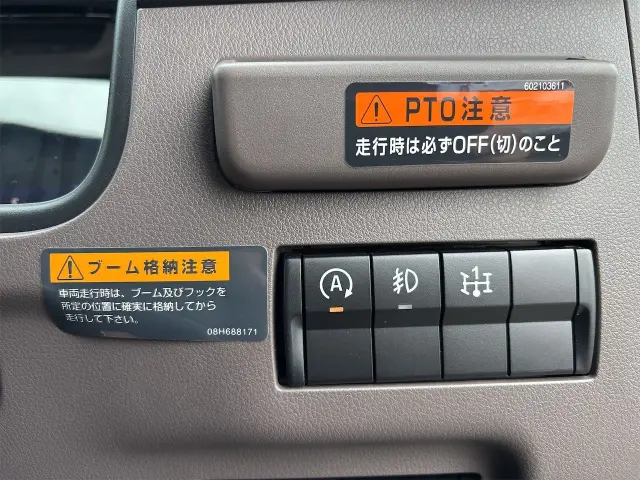 602103611
PTO注意
走行時は必ずOFF(切)のこと
ブーム格納注意
車両走行時は、ブーム及びフックを
所定の位置に確実に格納してから
走行して下さい。
08H688171
A